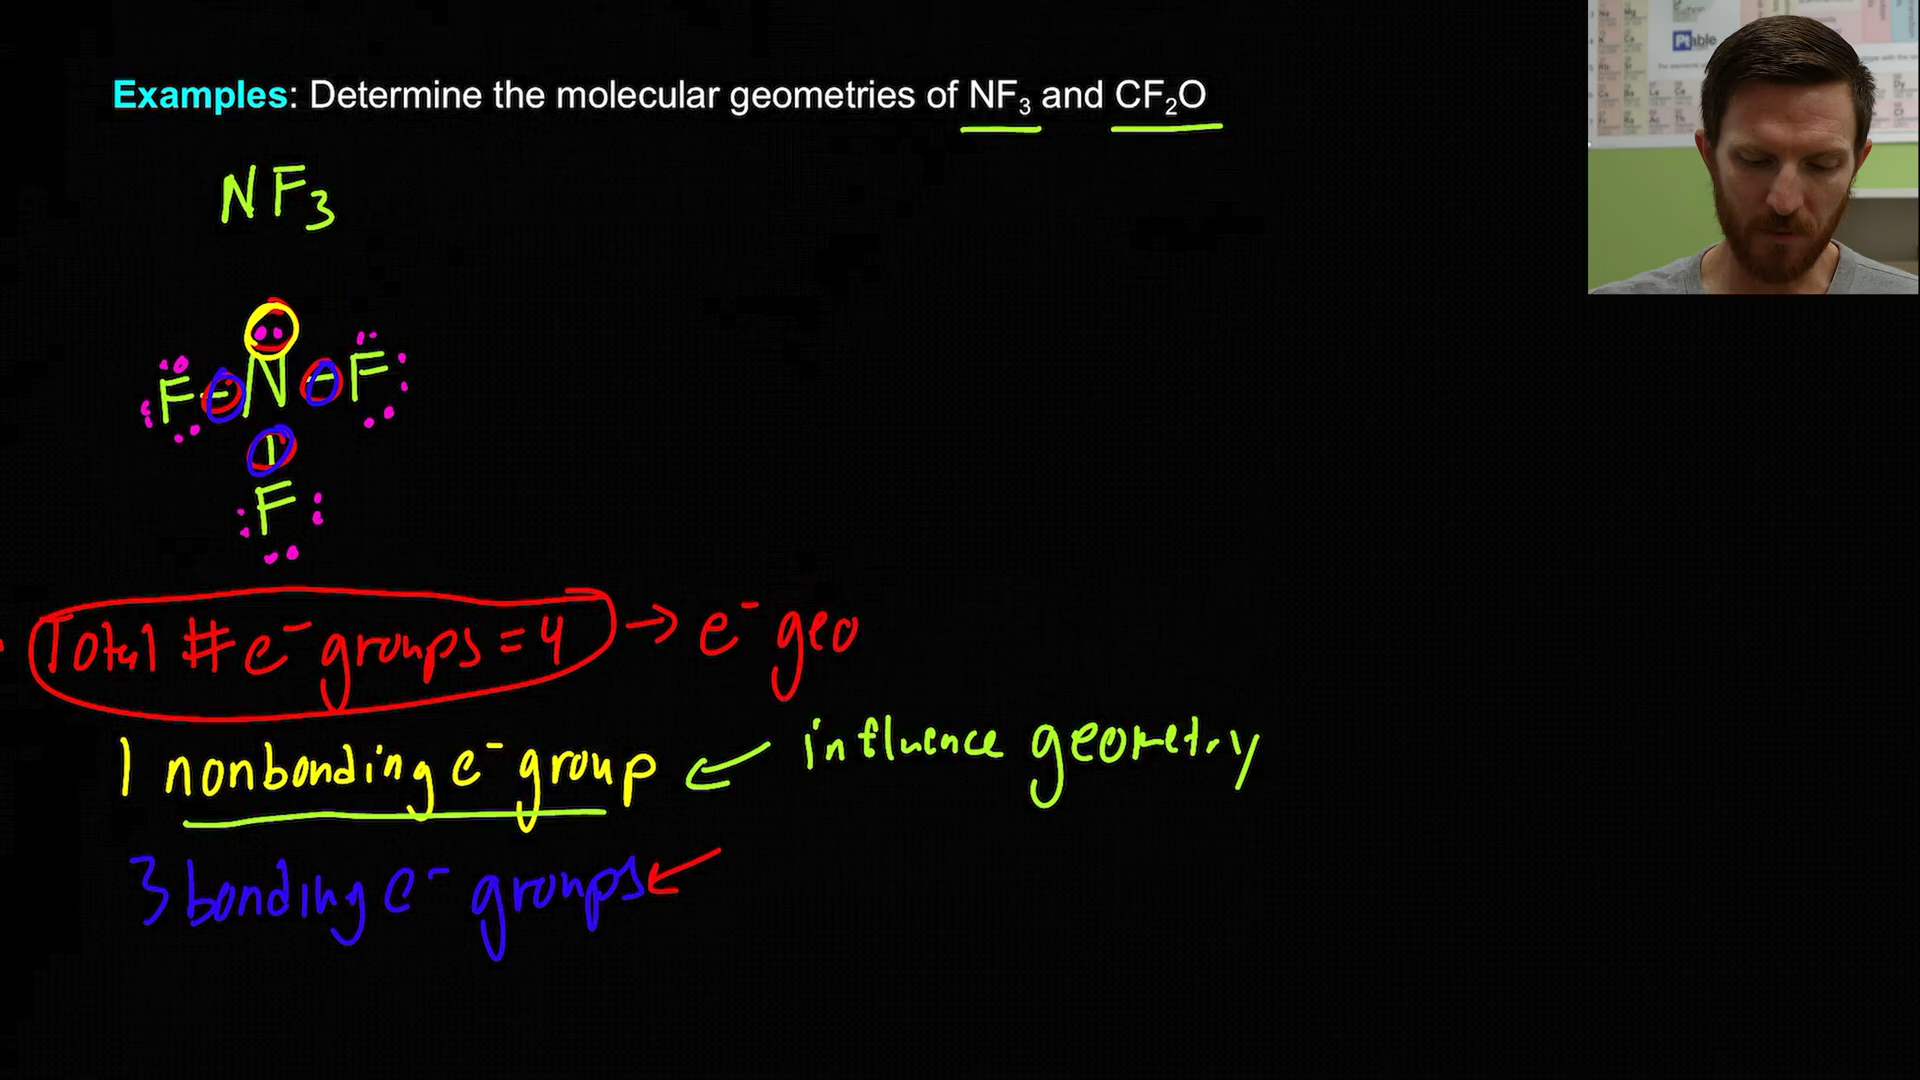 Examples: Determine the molecular geometries of NF₃ and CF₂O
Ptable
NF₃
F-N-F
F
Total # e⁻ groups = 4 → e⁻ geo
1 nonbonding e⁻ group ← influence geometry
3 bonding e⁻ groups ←